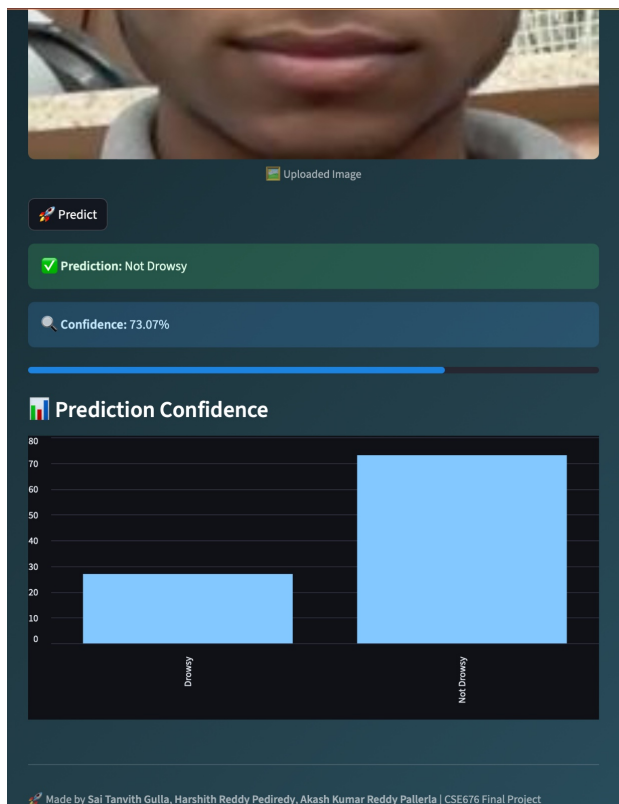 🖼️ Uploaded Image
🚀 Predict
✅ Prediction: Not Drowsy
🔍 Confidence: 73.07%
📊 Prediction Confidence
80
70
60
50
40
30
20
10
0
Drowsy
Not Drowsy
🚀 Made by Sai Tanvith Gulla, Harshith Reddy Pediredy, Akash Kumar Reddy Pallerla | CSE676 Final Project